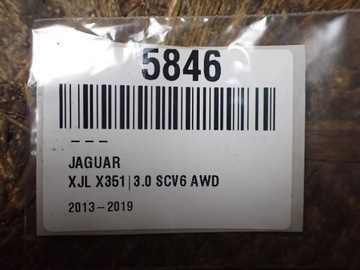 5846
– – –
JAGUAR
XJL X351|3.0 SCV6 AWD
2013–2019